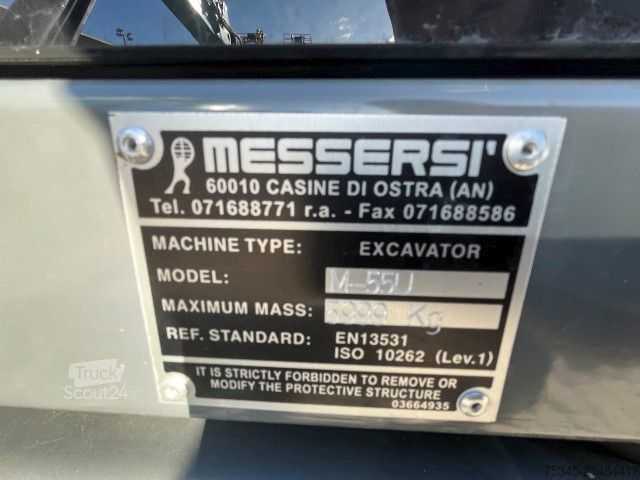 MESSERSI'
60010 CASINE DI OSTRA (AN)
Tel. 071688771 r.a. - Fax 071688586
MACHINE TYPE: EXCAVATOR
MODEL: M-55U
MAXIMUM MASS: 5999 Kg
REF. STANDARD: EN13531
ISO 10262 (Lev.1)
IT IS STRICTLY FORBIDDEN TO REMOVE OR
MODIFY THE PROTECTIVE STRUCTURE
03664935
Truck
Scout24